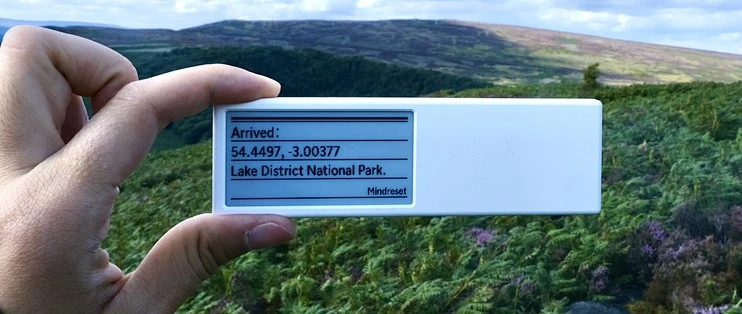 Arrived:
54.4497, -3.00377
Lake District National Park.
Mindreset